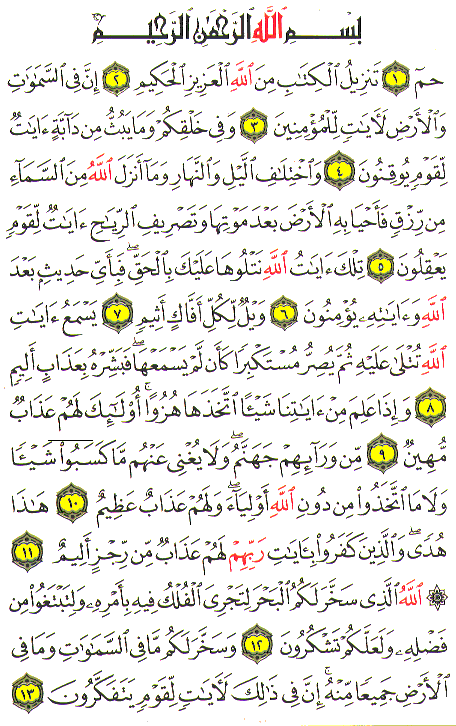 بِسْمِ ٱللَّهِ ٱلرَّحْمَٰنِ ٱلرَّحِيمِ
حمٓ ١ تَنزِيلُ ٱلْكِتَٰبِ مِنَ ٱللَّهِ ٱلْعَزِيزِ ٱلْحَكِيمِ ٢ إِنَّ فِى ٱلسَّمَٰوَٰتِ
وَٱلْأَرْضِ لَءَايَٰتٍ لِّلْمُؤْمِنِينَ ٣ وَفِى خَلْقِكُمْ وَمَا يَبُثُّ مِن دَآبَّةٍ ءَايَٰتٌ
لِّقَوْمٍ يُوقِنُونَ ٤ وَٱخْتِلَٰفِ ٱلَّيْلِ وَٱلنَّهَارِ وَمَآ أَنزَلَ ٱللَّهُ مِنَ ٱلسَّمَآءِ
مِن رِّزْقٍ فَأَحْيَا بِهِ ٱلْأَرْضَ بَعْدَ مَوْتِهَا وَتَصْرِيفِ ٱلرِّيَٰحِ ءَايَٰتٌ لِّقَوْمٍ
يَعْقِلُونَ ٥ تِلْكَ ءَايَٰتُ ٱللَّهِ نَتْلُوهَا عَلَيْكَ بِٱلْحَقِّ ۖ فَبِأَىِّ حَدِيثٍۭ بَعْدَ
ٱللَّهِ وَءَايَٰتِهِۦ يُؤْمِنُونَ ٦ وَيْلٌ لِّكُلِّ أَفَّاكٍ أَثِيمٍ ٧ يَسْمَعُ ءَايَٰتِ
ٱللَّهِ تُتْلَىٰ عَلَيْهِ ثُمَّ يُصِرُّ مُسْتَكْبِرًا كَأَن لَّمْ يَسْمَعْهَا ۖ فَبَشِّرْهُ بِعَذَابٍ أَلِيمٍ
٨ وَإِذَا عَلِمَ مِنْ ءَايَٰتِنَا شَيْـًٔا ٱتَّخَذَهَا هُزُوًا ۚ أُو۟لَٰٓئِكَ لَهُمْ عَذَابٌ
مُّهِينٌ ٩ مِّن وَرَآئِهِمْ جَهَنَّمُ ۖ وَلَا يُغْنِى عَنْهُم مَّا كَسَبُوا۟ شَيْـًٔا
وَلَا مَا ٱتَّخَذُوا۟ مِن دُونِ ٱللَّهِ أَوْلِيَآءَ ۖ وَلَهُمْ عَذَابٌ عَظِيمٌ ١٠ هَٰذَا
هُدًى ۖ وَٱلَّذِينَ كَفَرُوا۟ بِـَٔايَٰتِ رَبِّهِمْ لَهُمْ عَذَابٌ مِّن رِّجْزٍ أَلِيمٌ ١١
۞ ٱللَّهُ ٱلَّذِى سَخَّرَ لَكُمُ ٱلْبَحْرَ لِتَجْرِىَ ٱلْفُلْكُ فِيهِ بِأَمْرِهِۦ وَلِتَبْتَغُوا۟ مِن
فَضْلِهِۦ وَلَعَلَّكُمْ تَشْكُرُونَ ١٢ وَسَخَّرَ لَكُم مَّا فِى ٱلسَّمَٰوَٰتِ وَمَا فِى
ٱلْأَرْضِ جَمِيعًا مِّنْهُ ۚ إِنَّ فِى ذَٰلِكَ لَءَايَٰتٍ لِّقَوْمٍ يَتَفَكَّرُونَ ١٣